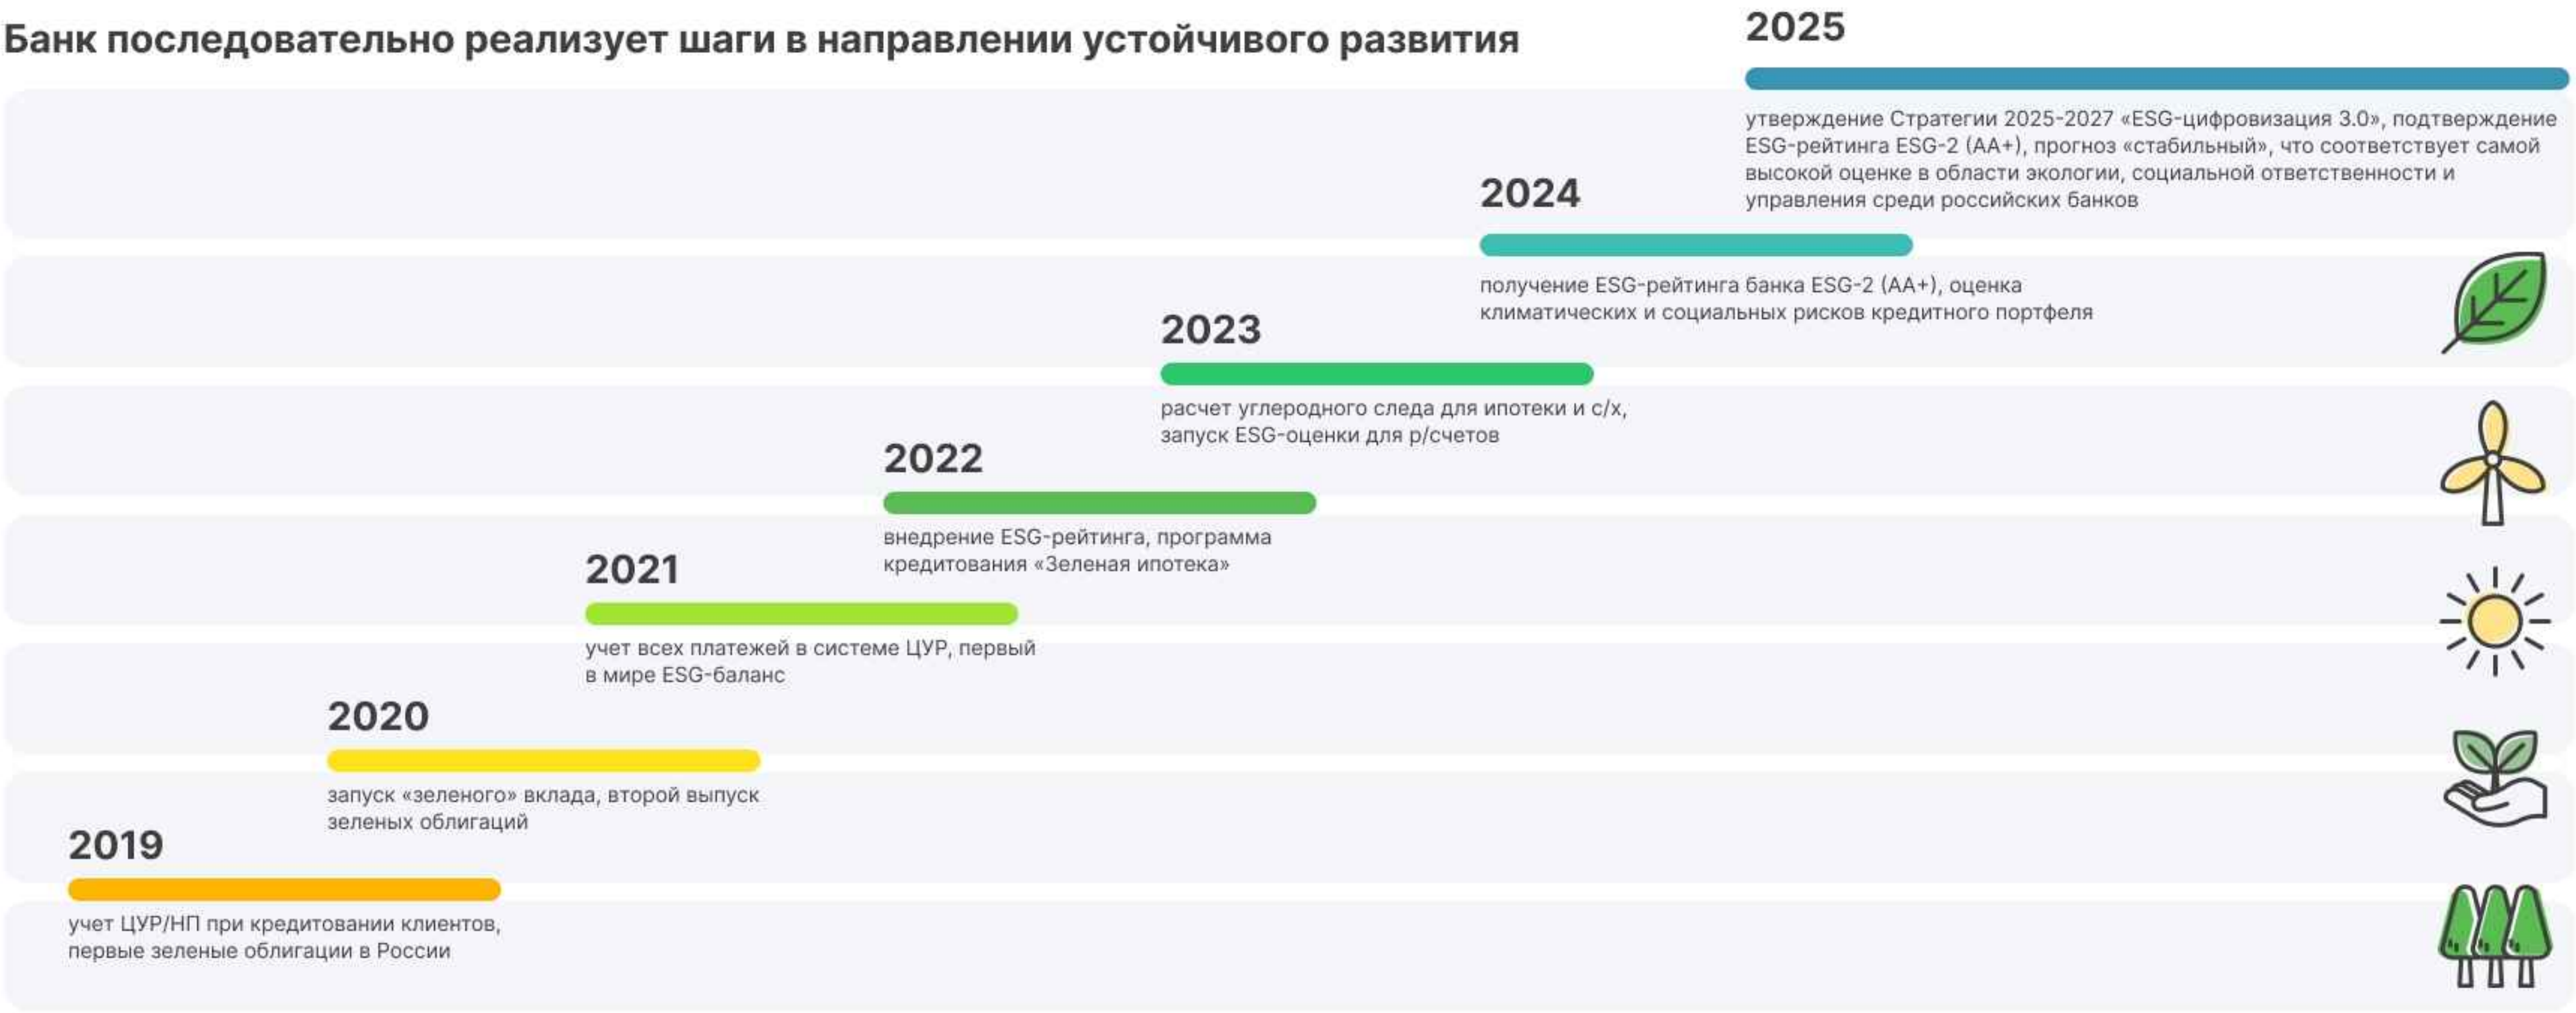 Банк последовательно реализует шаги в направлении устойчивого развития
2025
утверждение Стратегии 2025-2027 «ESG-цифровизация 3.0», подтверждение
ESG-рейтинга ESG-2 (AA+), прогноз «стабильный», что соответствует самой
высокой оценке в области экологии, социальной ответственности и
управления среди российских банков
2024
получение ESG-рейтинга банка ESG-2 (AA+), оценка
климатических и социальных рисков кредитного портфеля
2023
расчет углеродного следа для ипотеки и с/х,
запуск ESG-оценки для р/счетов
2022
внедрение ESG-рейтинга, программа
кредитования «Зеленая ипотека»
2021
учет всех платежей в системе ЦУР, первый
в мире ESG-баланс
2020
запуск «зеленого» вклада, второй выпуск
зеленых облигаций
2019
учет ЦУР/НП при кредитовании клиентов,
первые зеленые облигации в России